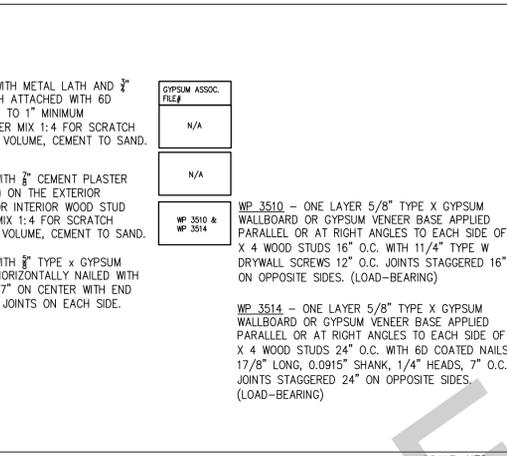 WITH METAL LATH AND 3/4"
H ATTACHED WITH 6D
TO 1" MINIMUM
ER MIX 1:4 FOR SCRATCH
VOLUME, CEMENT TO SAND.
GYPSUM ASSOC.
FILE#
N/A
WITH 7/8" CEMENT PLASTER
) ON THE EXTERIOR
OR INTERIOR WOOD STUD
MIX 1:4 FOR SCRATCH
VOLUME, CEMENT TO SAND.
N/A
WITH 5/8" TYPE x GYPSUM
HORIZONTALLY NAILED WITH
7" ON CENTER WITH END
JOINTS ON EACH SIDE.
WP 3510 &
WP 3514
WP 3510 – ONE LAYER 5/8" TYPE X GYPSUM
WALLBOARD OR GYPSUM VENEER BASE APPLIED
PARALLEL OR AT RIGHT ANGLES TO EACH SIDE OF
X 4 WOOD STUDS 16" O.C. WITH 11/4" TYPE W
DRYWALL SCREWS 12" O.C. JOINTS STAGGERED 16"
ON OPPOSITE SIDES. (LOAD-BEARING)
WP 3514 – ONE LAYER 5/8" TYPE X GYPSUM
WALLBOARD OR GYPSUM VENEER BASE APPLIED
PARALLEL OR AT RIGHT ANGLES TO EACH SIDE OF
X 4 WOOD STUDS 24" O.C. WITH 6D COATED NAILS
17/8" LONG, 0.0915" SHANK, 1/4" HEADS, 7" O.C.
JOINTS STAGGERED 24" ON OPPOSITE SIDES.
(LOAD-BEARING)